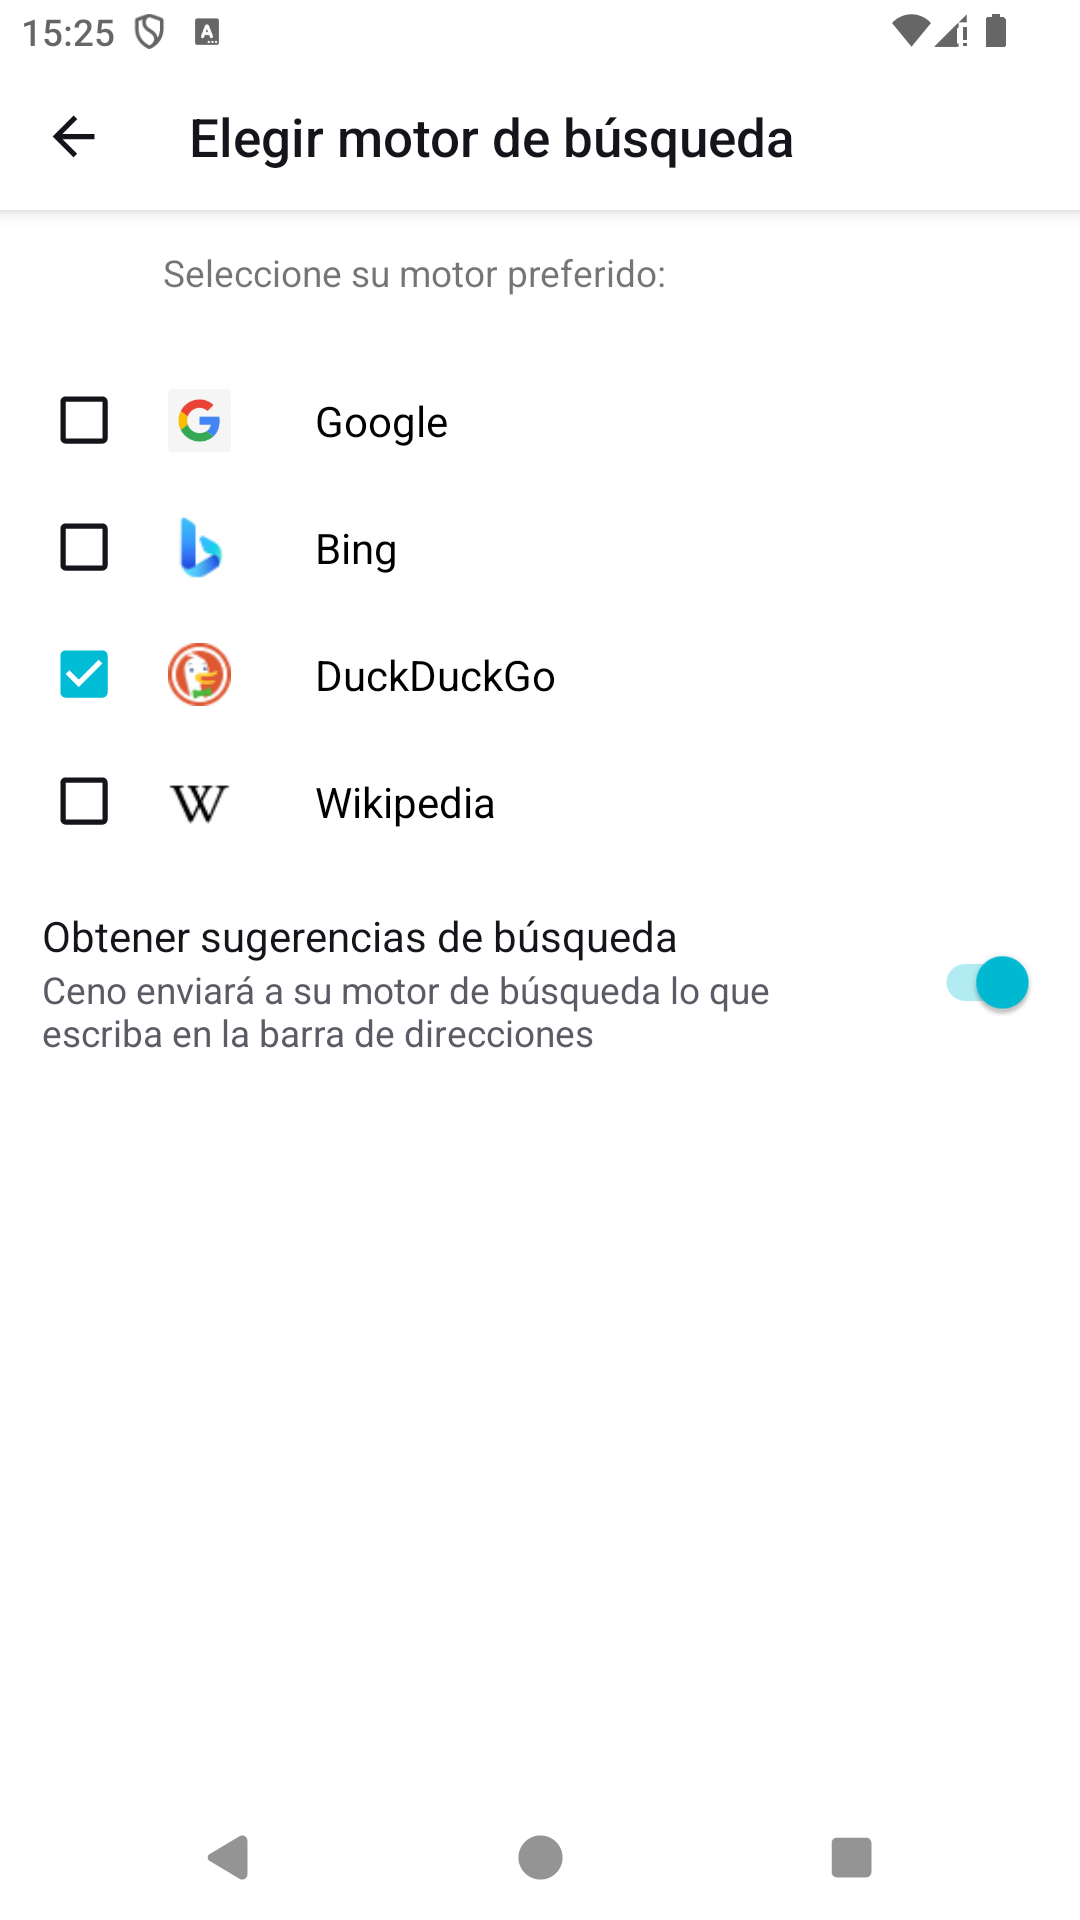 15:25
Elegir motor de búsqueda
Seleccione su motor preferido:
Google
Bing
DuckDuckGo
Wikipedia
Obtener sugerencias de búsqueda
Ceno enviará a su motor de búsqueda lo que
escriba en la barra de direcciones